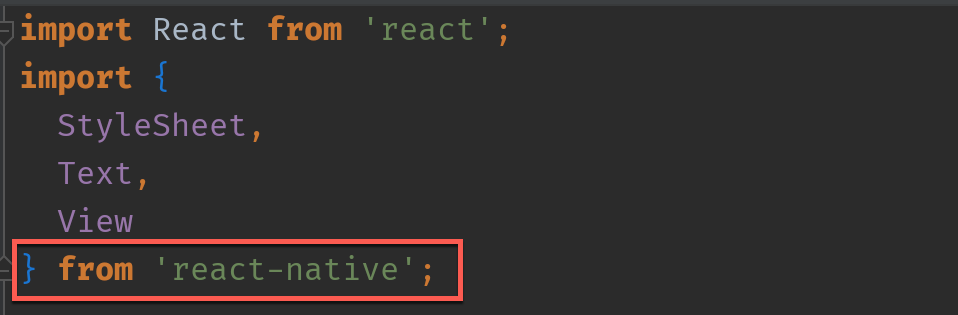 import React from 'react';
import {
  StyleSheet,
  Text,
  View
} from 'react-native';